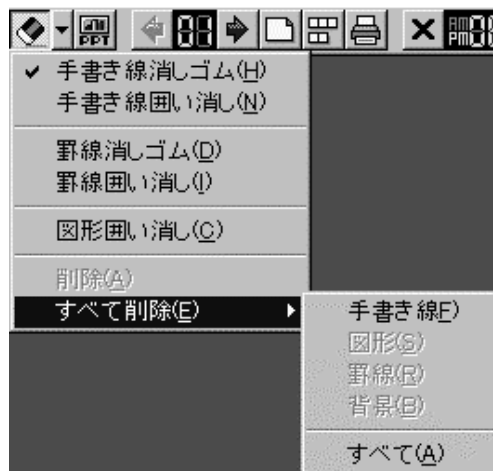 PPT
手書き線消しゴム(H)
手書き線囲い消し(N)
罫線消しゴム(D)
罫線囲い消し(I)
図形囲い消し(C)
削除(A)
すべて削除(E)
手書き線F)
図形(S)
罫線(R)
背景(B)
すべて(A)